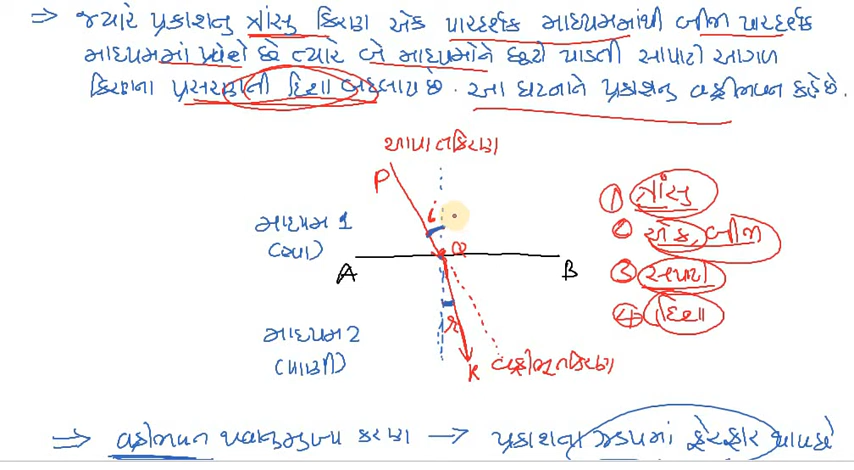 ⇒ જ્યારે પ્રકાશનું ત્રાંસુ કિરણ એક પારદર્શક માધ્યમમાંથી બીજા પારદર્શક
માધ્યમમાં પ્રવેશે છે ત્યારે બે માધ્યમોને છૂટી પાડતી સપાટી આગળ
કિરણના પ્રસરણની દિશા બદલાય છે. આ ઘટનાને પ્રકાશનું વક્રીભવન કહે છે.
આપાતકિરણ
P
i
માધ્યમ 1
(હવા)
Q
A B
માધ્યમ 2
(પાણી)
r
R
વક્રીભૂતકિરણ
① ત્રાંસુ
② એક, બીજા
③ સપાટી
④ દિશા
⇒ વક્રીભવન થવાનું મુખ્ય કારણ → પ્રકાશના ઝડપમાં ફેરફાર થાય છે